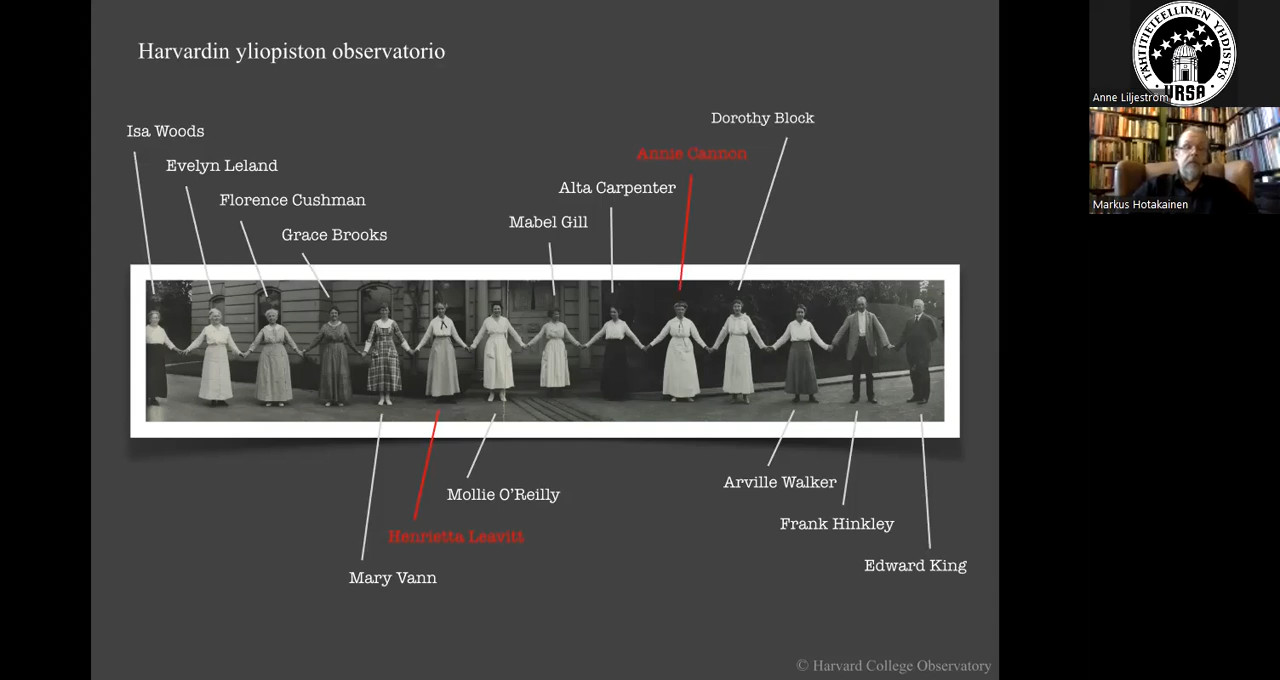 Harvardin yliopiston observatorio
Isa Woods
Evelyn Leland
Florence Cushman
Grace Brooks
Mabel Gill
Alta Carpenter
Annie Cannon
Dorothy Block
Mary Vann
Henrietta Leavitt
Mollie O'Reilly
Arville Walker
Frank Hinkley
Edward King
© Harvard College Observatory
TÄHTITIETEELLINEN YHDISTYS
URSA
Anne Liljeström
Markus Hotakainen